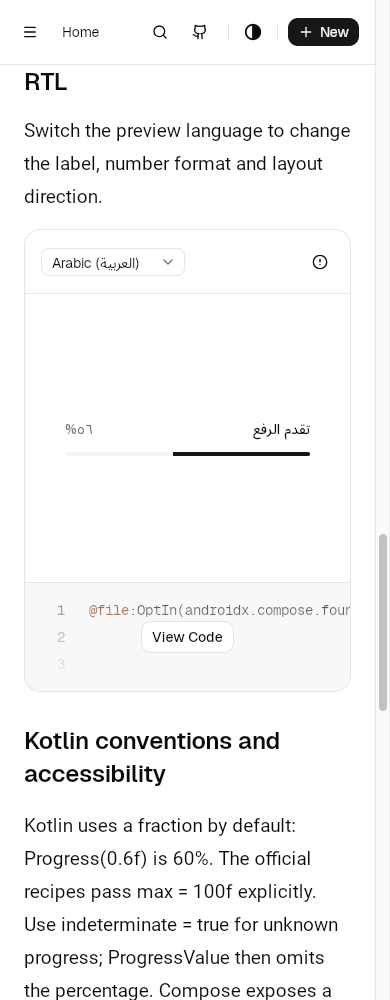 Home
New
RTL
Switch the preview language to change
the label, number format and layout
direction.
Arabic (العربية)
تقدم الرفع
%٥٦
1 @file:OptIn(androidx.compose.four
2
View Code
3
Kotlin conventions and
accessibility
Kotlin uses a fraction by default:
Progress(0.6f) is 60%. The official
recipes pass max = 100f explicitly.
Use indeterminate = true for unknown
progress; ProgressValue then omits
the percentage. Compose exposes a